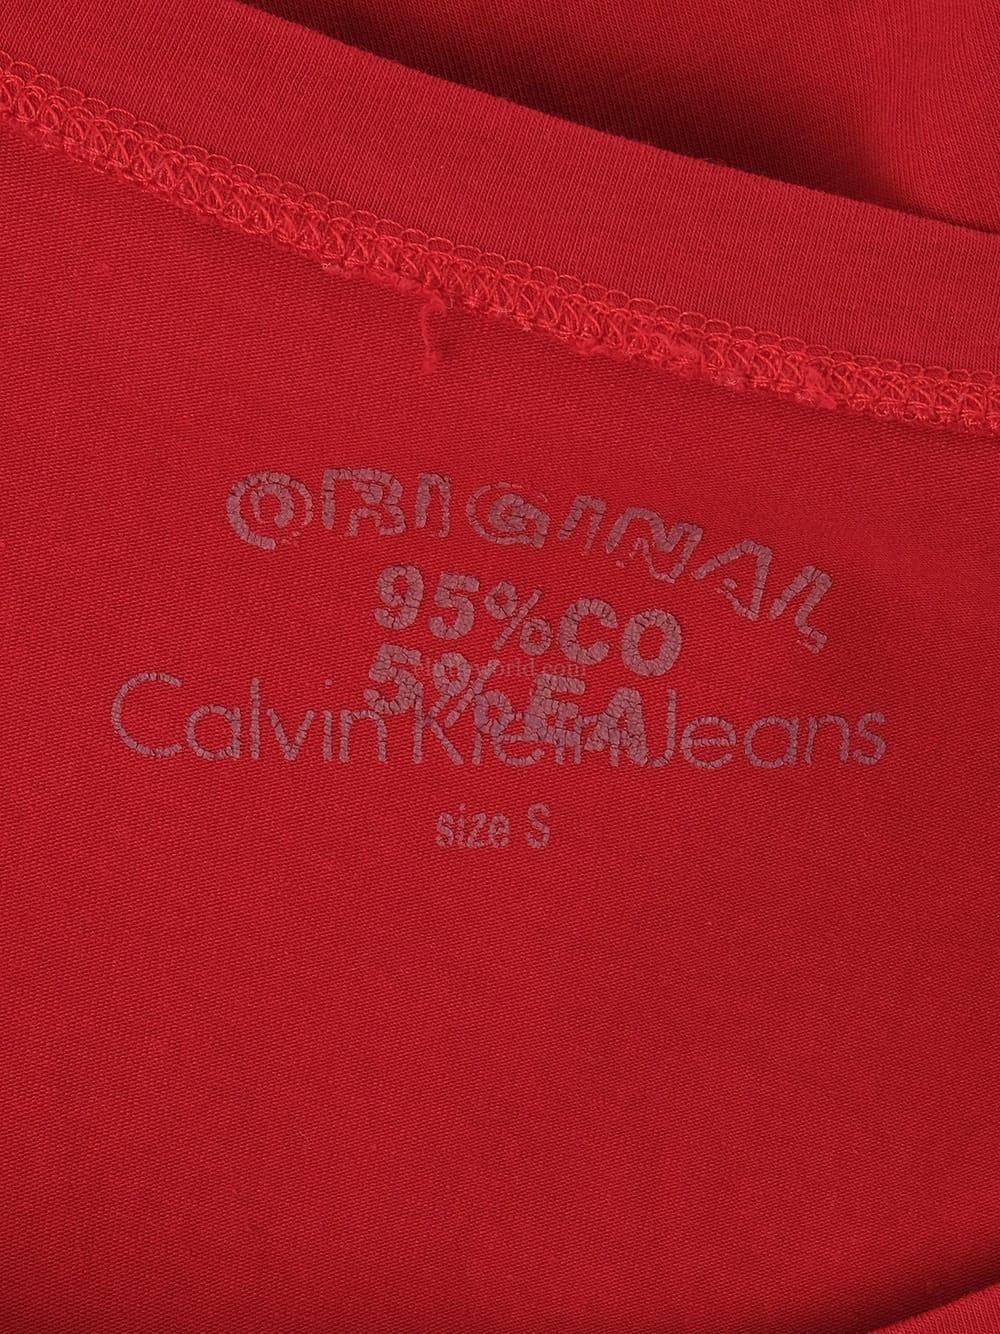 ORIGINAL
95%CO
5%EA
Calvin Klein Jeans
size S